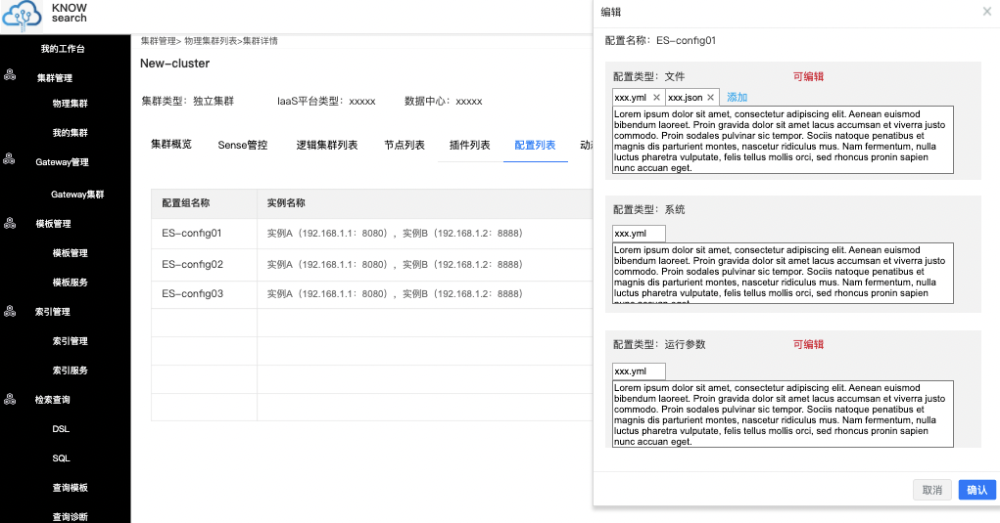 KNOW
search
我的工作台
集群管理
物理集群
我的集群
Gateway管理
Gateway集群
模板管理
模板管理
模板服务
索引管理
索引管理
索引服务
检索查询
DSL
SQL
查询模板
查询诊断
集群管理> 物理集群列表>集群详情
New-cluster
集群类型：独立集群 IaaS平台类型：xxxxx 数据中心：xxxxx
集群概览 Sense管控 逻辑集群列表 节点列表 插件列表 配置列表
配置组名称 实例名称
ES-config01 实例A（192.168.1.1：8080），实例B（192.168.1.2：8888）
ES-config02 实例A（192.168.1.1：8080），实例B（192.168.1.2：8888）
ES-config03 实例A（192.168.1.1：8080），实例B（192.168.1.2：8888）
编辑
配置名称：ES-config01
配置类型：文件 可编辑
xxx.yml xxx.json 添加
Lorem ipsum dolor sit amet, consectetur adipiscing elit. Aenean euismod
bibendum laoreet. Proin gravida dolor sit amet lacus accumsan et viverra justo
commodo. Proin sodales pulvinar sic tempor. Sociis natoque penatibus et
magnis dis parturient montes, nascetur ridiculus mus. Nam fermentum, nulla
luctus pharetra vulputate, felis tellus mollis orci, sed rhoncus pronin sapien
nunc accuan eget.
配置类型：系统
xxx.yml
Lorem ipsum dolor sit amet, consectetur adipiscing elit. Aenean euismod
bibendum laoreet. Proin gravida dolor sit amet lacus accumsan et viverra justo
commodo. Proin sodales pulvinar sic tempor. Sociis natoque penatibus et
magnis dis parturient montes, nascetur ridiculus mus. Nam fermentum, nulla
luctus pharetra vulputate, felis tellus mollis orci, sed rhoncus pronin sapien
配置类型：运行参数 可编辑
xxx.yml
Lorem ipsum dolor sit amet, consectetur adipiscing elit. Aenean euismod
bibendum laoreet. Proin gravida dolor sit amet lacus accumsan et viverra justo
commodo. Proin sodales pulvinar sic tempor. Sociis natoque penatibus et
magnis dis parturient montes, nascetur ridiculus mus. Nam fermentum, nulla
luctus pharetra vulputate, felis tellus mollis orci, sed rhoncus pronin sapien
nunc accuan eget.
取消 确认